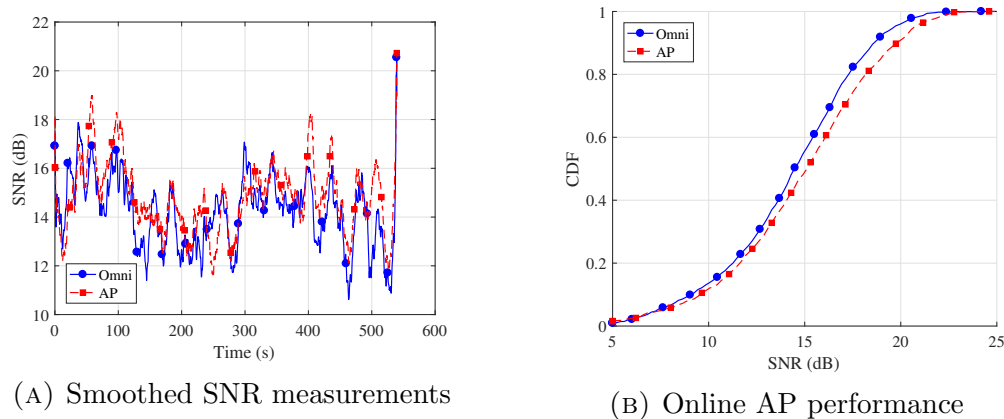 22
20
18
16
14
12
10
SNR (dB)
Omni
AP
0 100 200 300 400 500 600
Time (s)
(A) Smoothed SNR measurements
1
0.8
0.6
0.4
0.2
0
CDF
Omni
AP
5 10 15 20 25
SNR (dB)
(B) Online AP performance